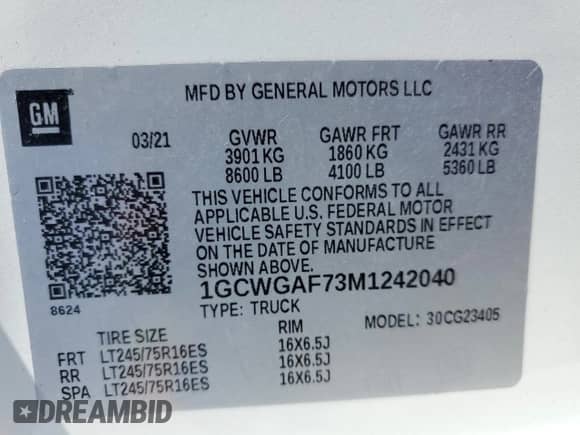 GM
MFD BY GENERAL MOTORS LLC
03/21 GVWR GAWR FRT GAWR RR
3901 KG 1860 KG 2431 KG
8600 LB 4100 LB 5360 LB
THIS VEHICLE CONFORMS TO ALL
APPLICABLE U.S. FEDERAL MOTOR
VEHICLE SAFETY STANDARDS IN EFFECT
ON THE DATE OF MANUFACTURE
SHOWN ABOVE.
1GCWGAF73M1242040
8624
TYPE: TRUCK MODEL: 30CG23405
TIRE SIZE RIM
FRT LT245/75R16ES 16X6.5J
RR LT245/75R16ES 16X6.5J
SPA LT245/75R16ES 16X6.5J
DREAMBID